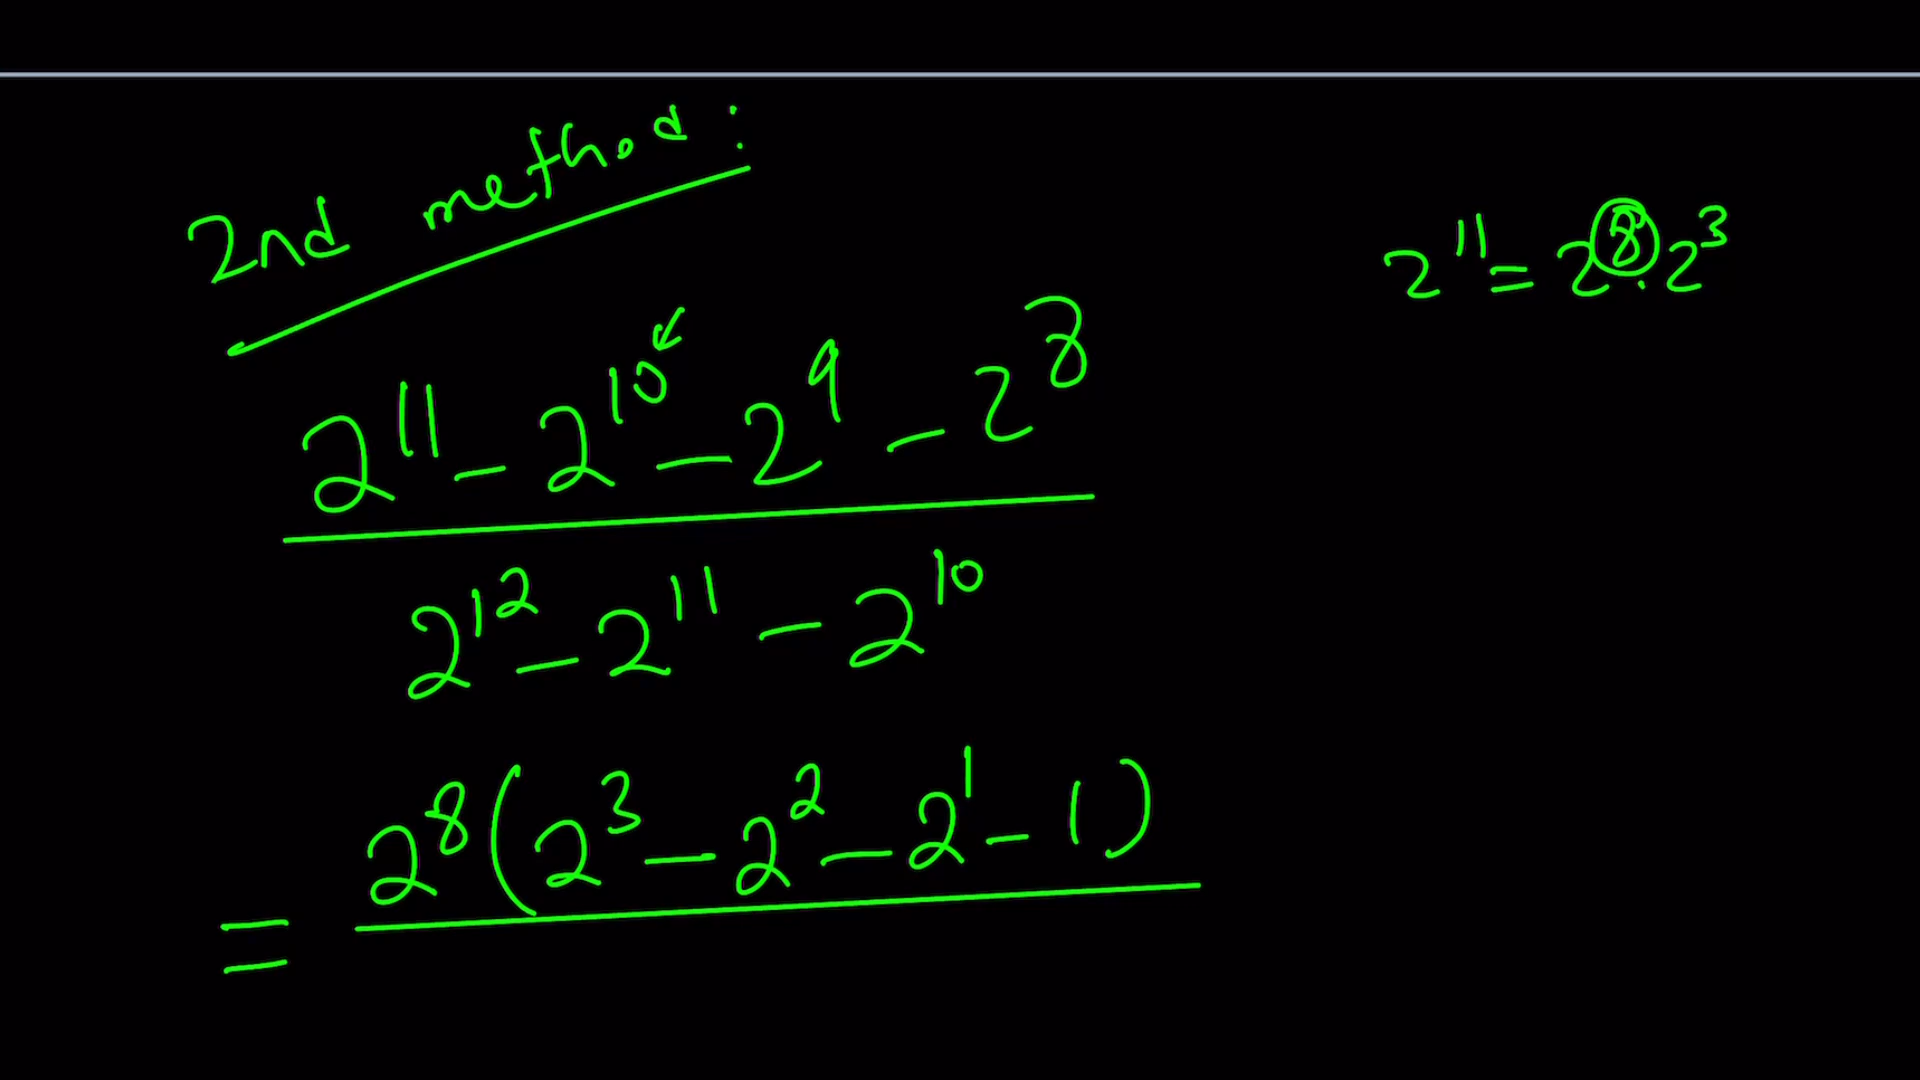 2nd method:
2^11 = 2^8 · 2^3
2^11 - 2^10 - 2^9 - 2^8
2^12 - 2^11 - 2^10
= 2^8 (2^3 - 2^2 - 2^1 - 1)